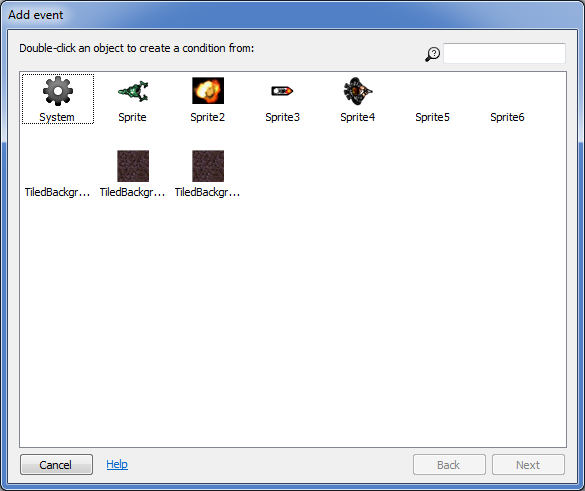 Add event
Double-click an object to create a condition from:
System Sprite Sprite2 Sprite3 Sprite4 Sprite5 Sprite6
TiledBackgr... TiledBackgr... TiledBackgr...
Cancel Help Back Next